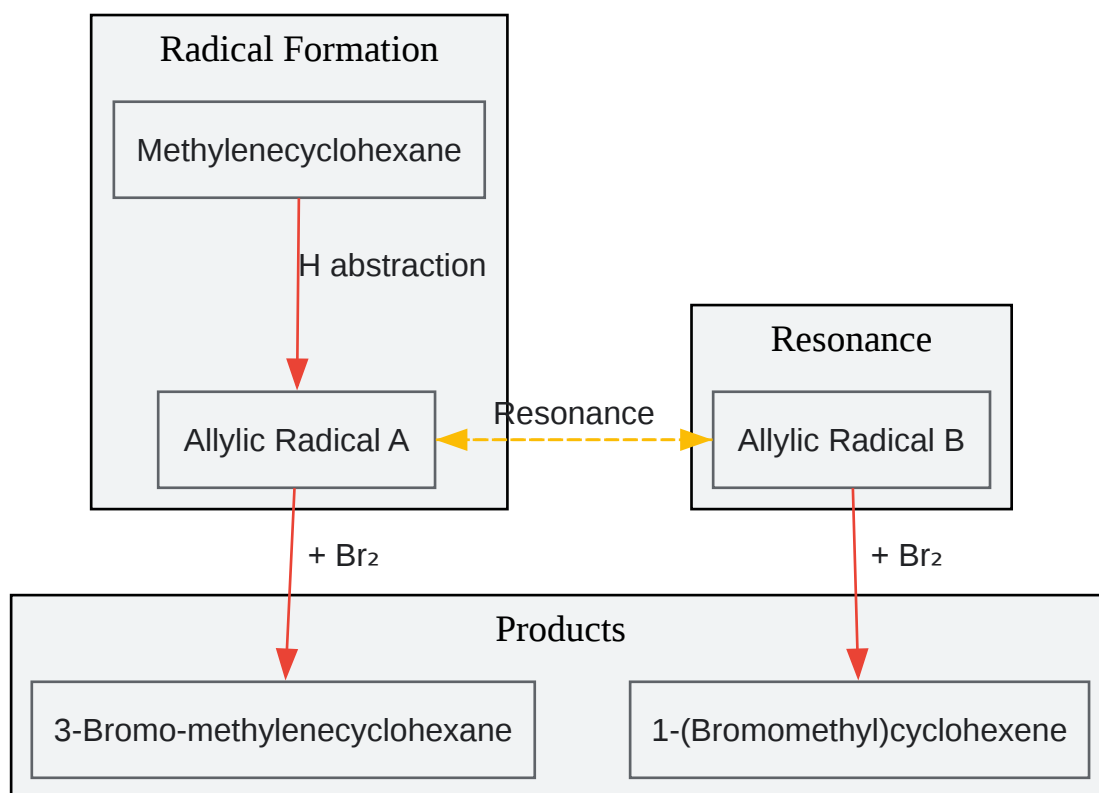 Radical Formation
Methylenecyclohexane
H abstraction
Resonance
Allylic Radical A
Resonance
Allylic Radical B
+ Br₂
+ Br₂
Products
3-Bromo-methylenecyclohexane
1-(Bromomethyl)cyclohexene